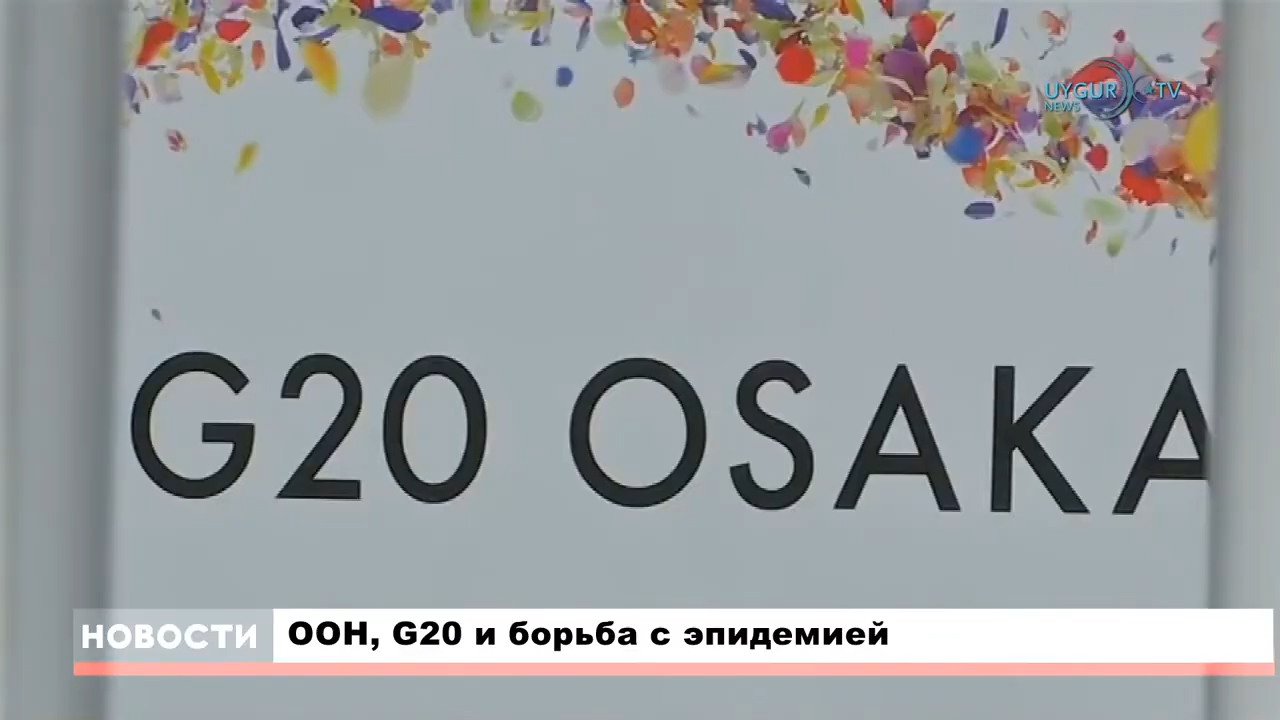 UYGUR TV
NEWS
G20 OSAKA
НОВОСТИ
ООН, G20 и борьба с эпидемией